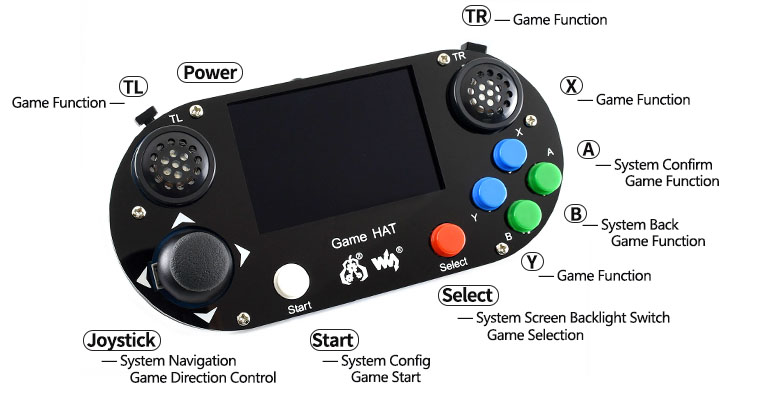 TR — Game Function
Power
TL
Game Function —
TR
TL
X
— Game Function
X
A
A
— System Confirm
Game Function
Y
B
B
— System Back
Game Function
Game HAT
® ®
Select
Start
Y
— Game Function
Select
— System Screen Backlight Switch
Game Selection
Joystick
— System Navigation
Game Direction Control
Start
— System Config
Game Start